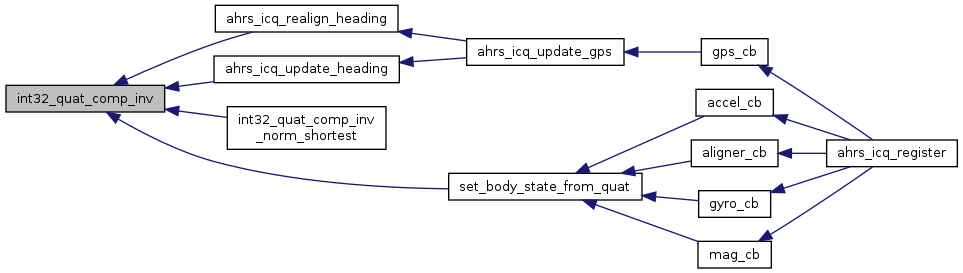 int32_quat_comp_inv
ahrs_icq_realign_heading
ahrs_icq_update_heading
int32_quat_comp_inv
_norm_shortest
ahrs_icq_update_gps
set_body_state_from_quat
gps_cb
accel_cb
aligner_cb
gyro_cb
mag_cb
ahrs_icq_register